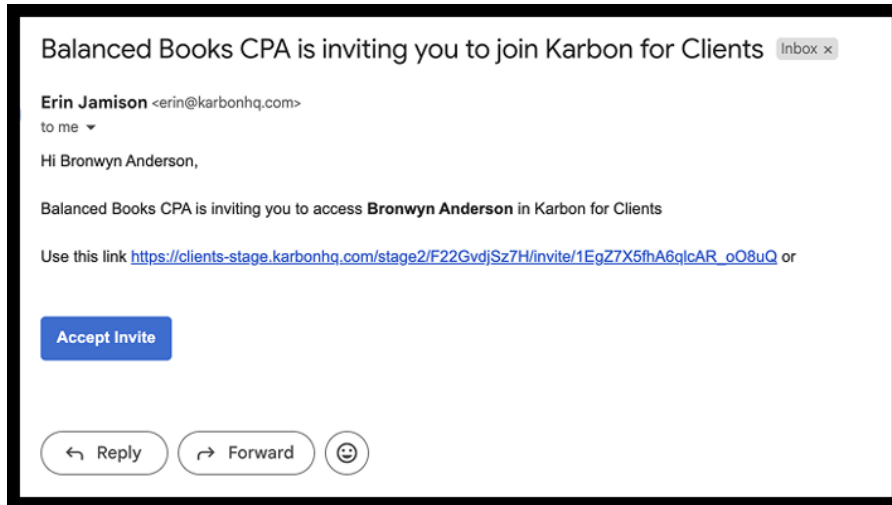 Balanced Books CPA is inviting you to join Karbon for Clients Inbox ×
Erin Jamison <erin@karbonhq.com>
to me
Hi Bronwyn Anderson,
Balanced Books CPA is inviting you to access Bronwyn Anderson in Karbon for Clients
Use this link https://clients-stage.karbonhq.com/stage2/F22GvdjSz7H/invite/1EgZ7X5fhA6qlcAR_oO8uQ or
Accept Invite
Reply Forward